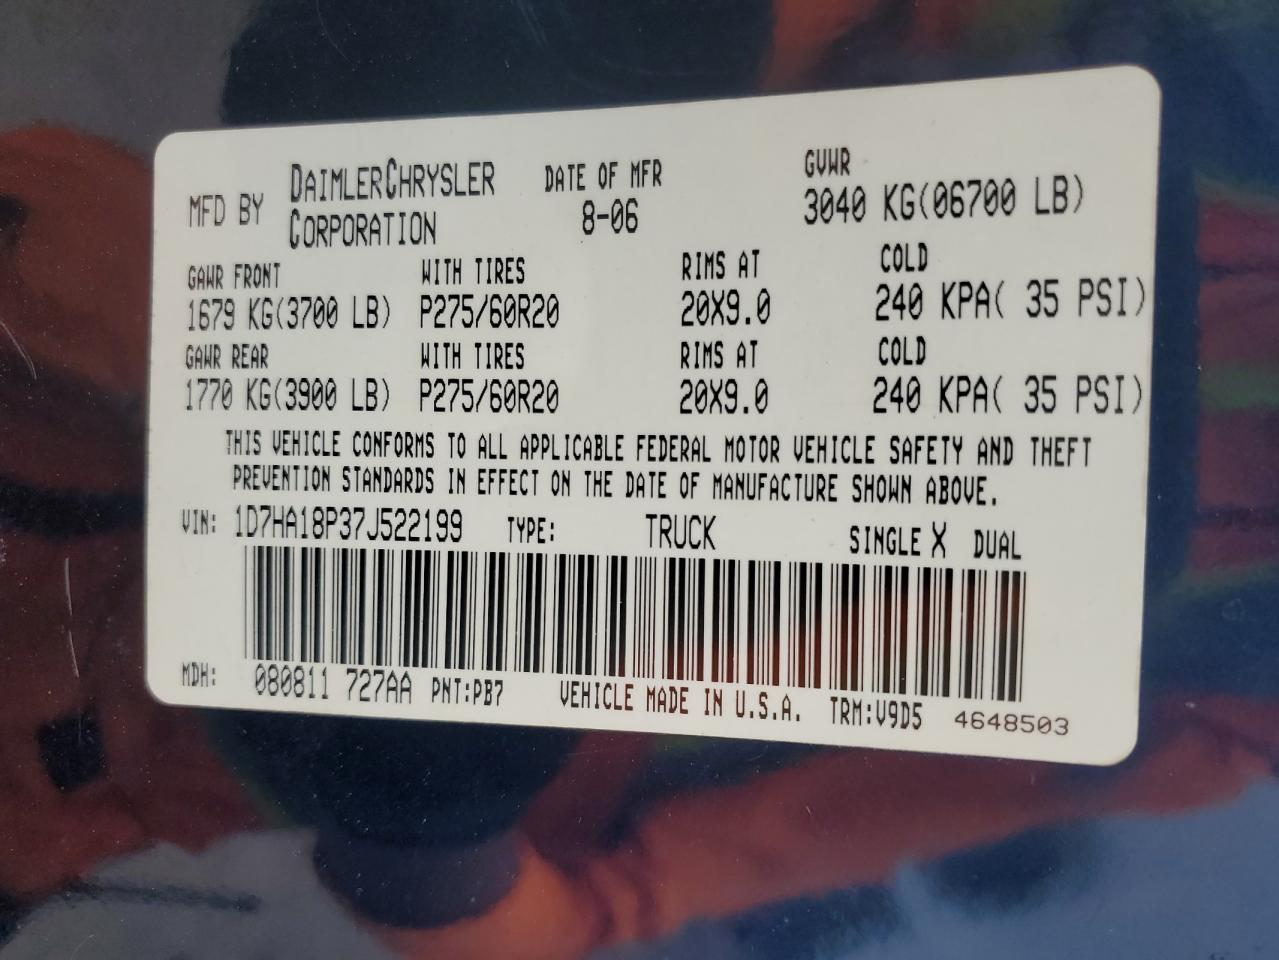 MFD BY DAIMLERCHRYSLER CORPORATION DATE OF MFR 8-06 GVWR 3040 KG(06700 LB)
GAWR FRONT WITH TIRES RIMS AT COLD
1679 KG(3700 LB) P275/60R20 20X9.0 240 KPA( 35 PSI)
GAWR REAR WITH TIRES RIMS AT COLD
1770 KG(3900 LB) P275/60R20 20X9.0 240 KPA( 35 PSI)
THIS VEHICLE CONFORMS TO ALL APPLICABLE FEDERAL MOTOR VEHICLE SAFETY AND THEFT
PREVENTION STANDARDS IN EFFECT ON THE DATE OF MANUFACTURE SHOWN ABOVE.
VIN: 1D7HA18P37J522199 TYPE: TRUCK SINGLE X DUAL
MDH: 080811 727AA PNT:PB7 VEHICLE MADE IN U.S.A. TRM:V9D5 4648503